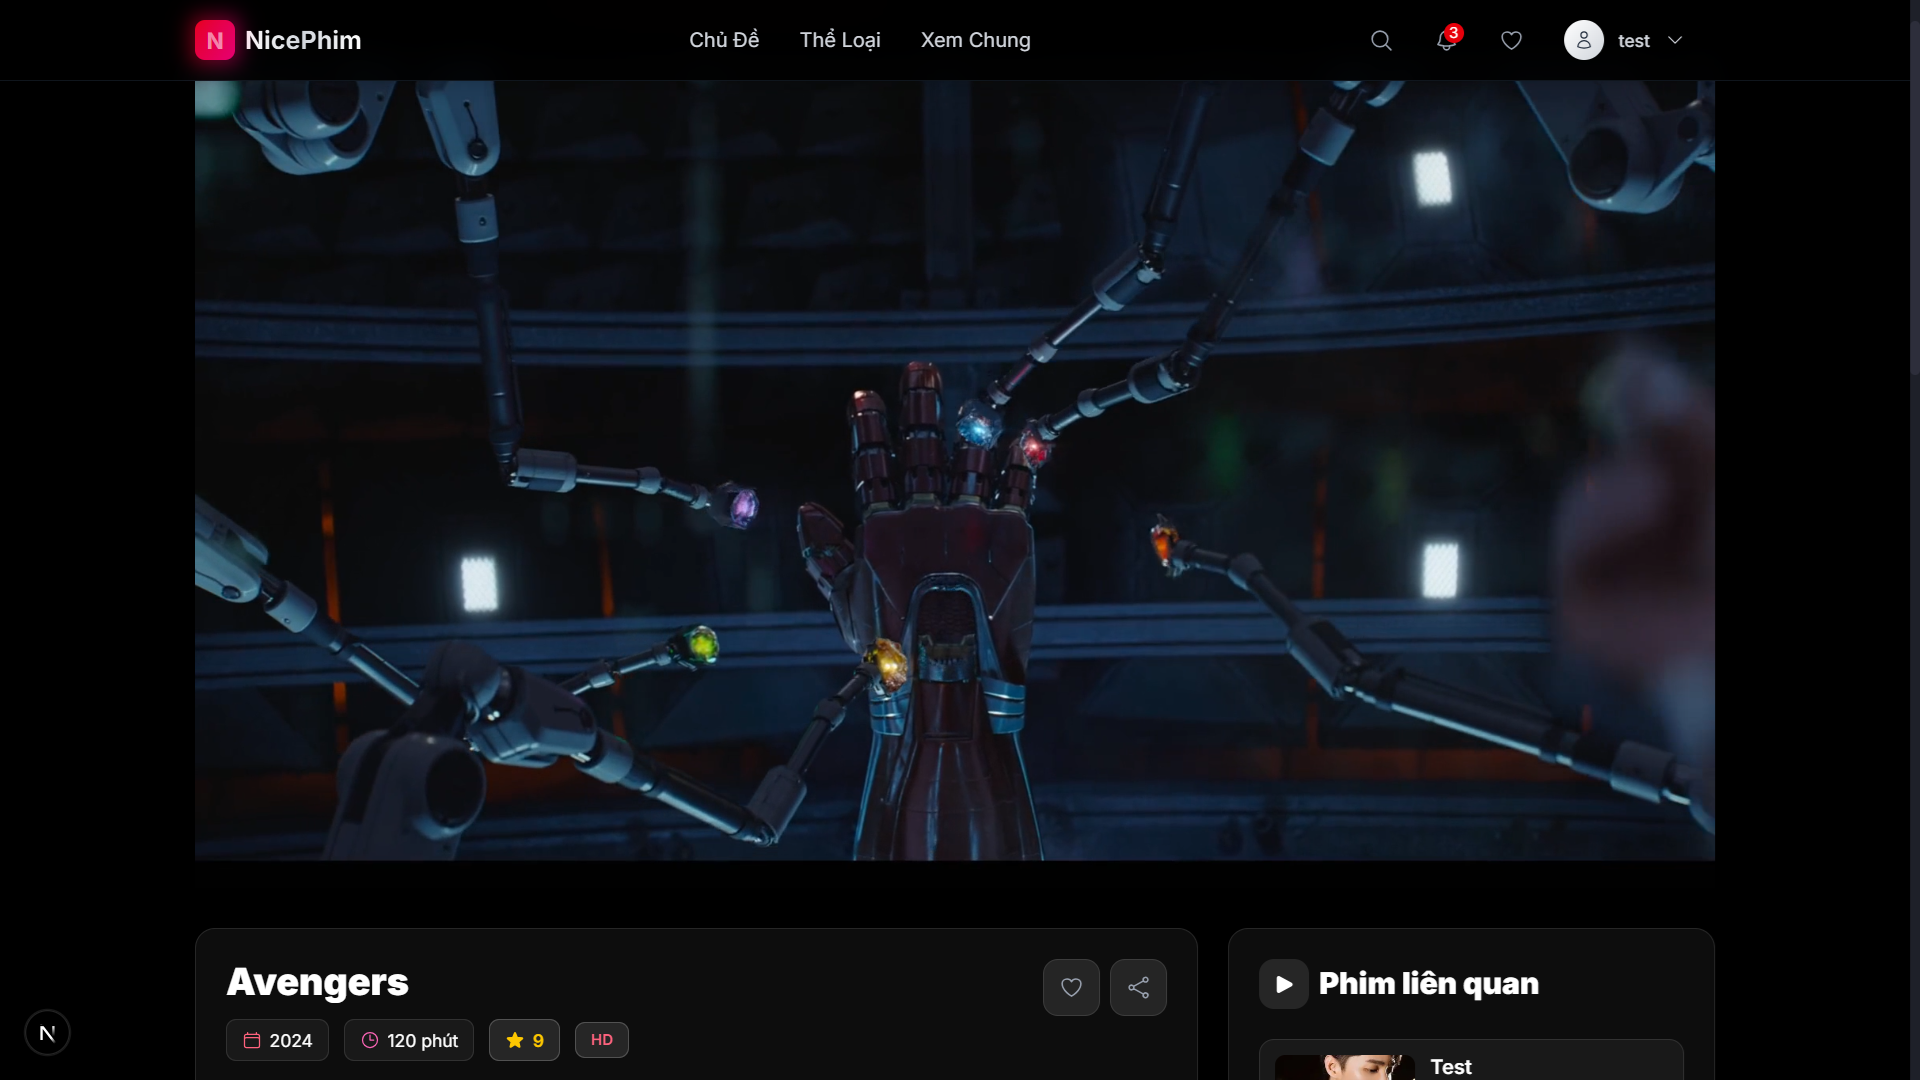 N NicePhim
Chủ Đề
Thể Loại
Xem Chung
3
test
Avengers
2024
120 phút
9
HD
Phim liên quan
Test
N